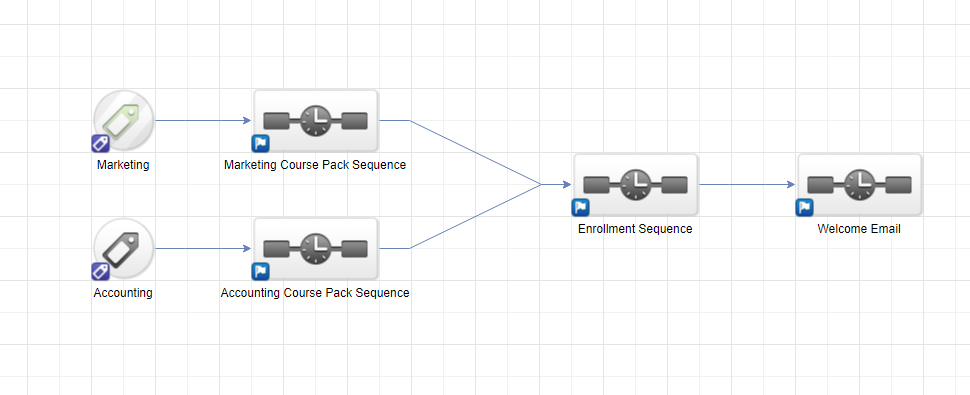 Marketing
Marketing Course Pack Sequence
Enrollment Sequence
Welcome Email
Accounting
Accounting Course Pack Sequence